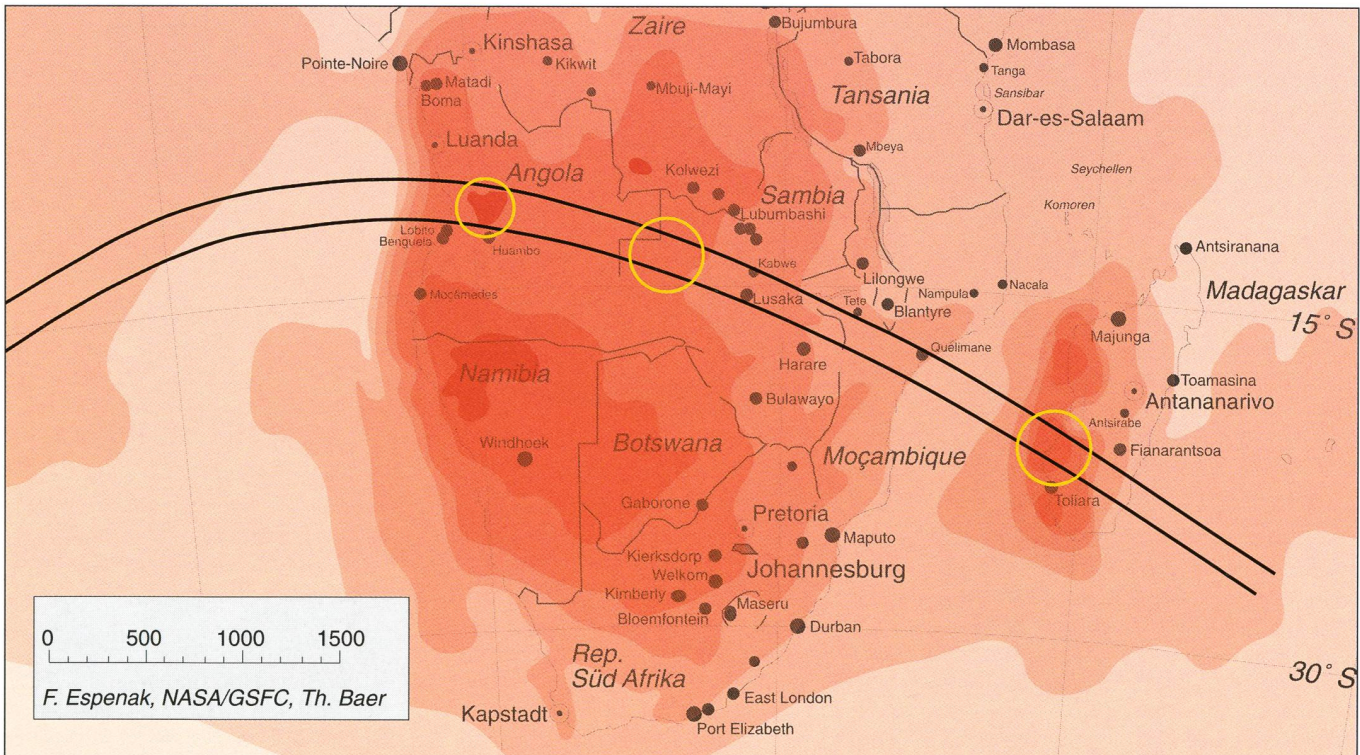 Zaire
Bujumbura
Kinshasa
Pointe-Noire
Kikwit
Tabora
Mombasa
Tanga
Matadi
Boma
Mbuji-Mayi
Tansania
Sansibar
Dar-es-Salaam
Luanda
Mbeya
Angola
Kolwezi
Seychellen
Sambia
Komoren
Lubumbashi
Lobito
Benguela
Huambo
Antsiranana
Kabwe
Lilongwe
Moçâmedes
Lusaka
Tete
Nampula
Nacala
Madagaskar
Blantyre
15° S
Majunga
Quelimane
Harare
Namibia
Toamasina
Bulawayo
Antananarivo
Antsirabe
Windhoek
Botswana
Moçambique
Fianarantsoa
Gaborone
Toliara
Pretoria
Maputo
Kierksdorp
Johannesburg
Welkom
Kimberly
Maseru
Bloemfontein
Durban
0 500 1000 1500
Rep.
Süd Afrika
30° S
F. Espenak, NASA/GSFC, Th. Baer
East London
Kapstadt
Port Elizabeth